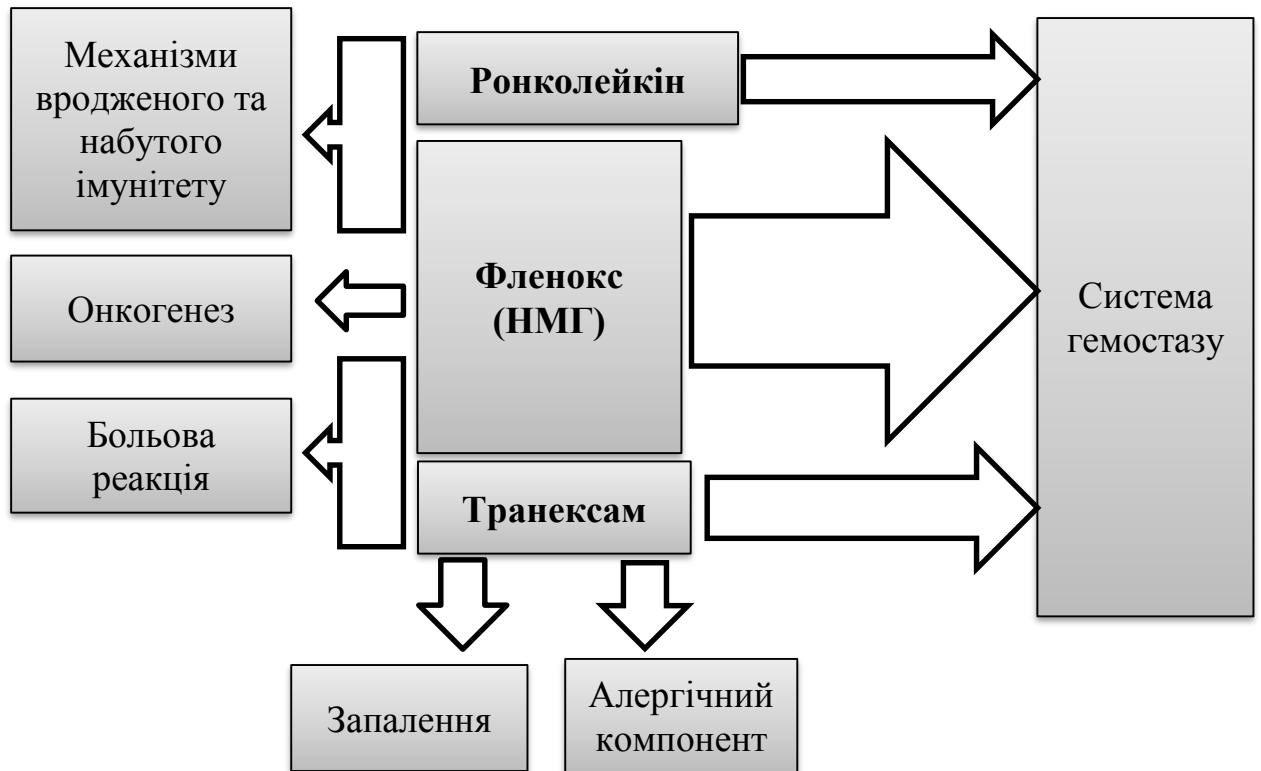 Механізми
вродженого та
набутого
імунітету
Ронколейкін
Фленокс
(НМГ)
Система
гемостазу
Онкогенез
Больова
реакція
Транексам
Запалення
Алергічний
компонент